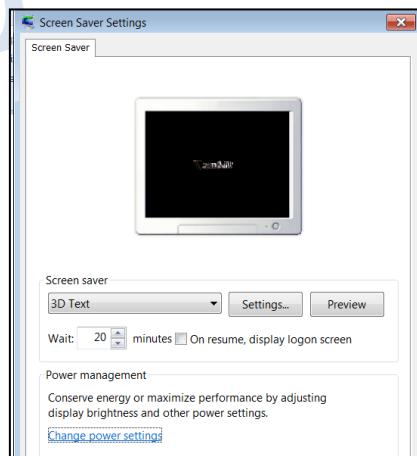 Screen Saver Settings
Screen Saver
Screen saver
3D Text
Settings...
Preview
Wait: 20 minutes On resume, display logon screen
Power management
Conserve energy or maximize performance by adjusting
display brightness and other power settings.
Change power settings